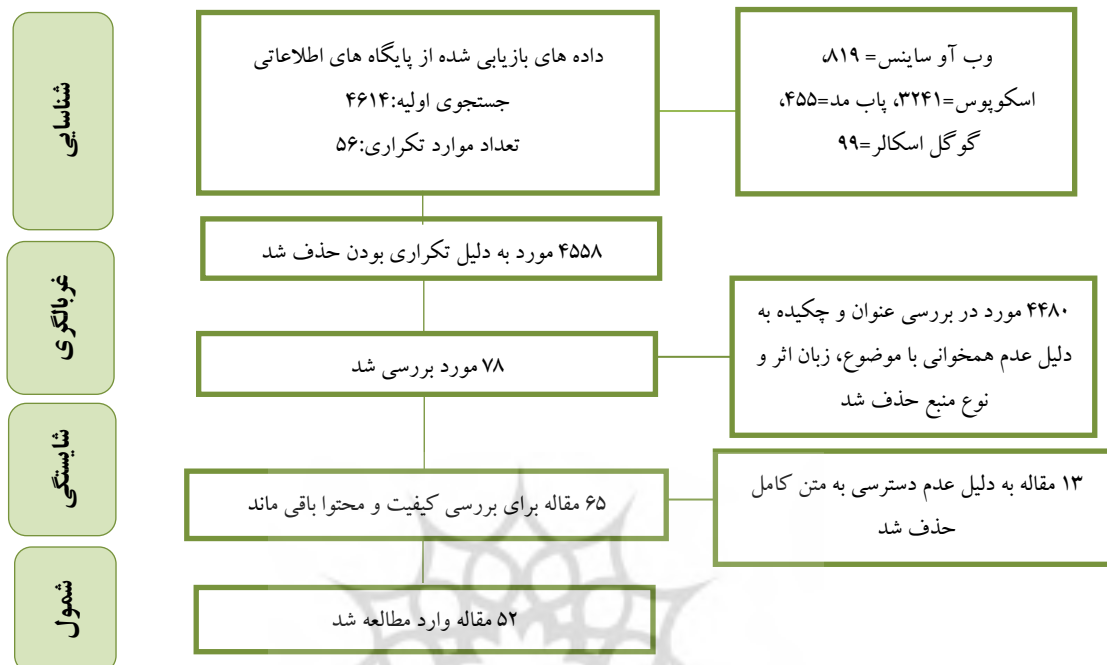 شناسایی
داده های بازیابی شده از پایگاه های اطلاعاتی
جستجوی اولیه:۴۶۱۴
تعداد موارد تکراری:۵۶
وب آو ساینس= ۸۱۹،
اسکوپوس=۳۲۴۱، پاب مد=۴۵۵،
گوگل اسکالر=۹۹
۴۵۵۸ مورد به دلیل تکراری بودن حذف شد
غربالگری
۴۴۸۰ مورد در بررسی عنوان و چکیده به
دلیل عدم همخوانی با موضوع، زبان اثر و
نوع منبع حذف شد
۷۸ مورد بررسی شد
شایستگی
۱۳ مقاله به دلیل عدم دسترسی به متن کامل
حذف شد
۶۵ مقاله برای بررسی کیفیت و محتوا باقی ماند
شمول
۵۲ مقاله وارد مطالعه شد